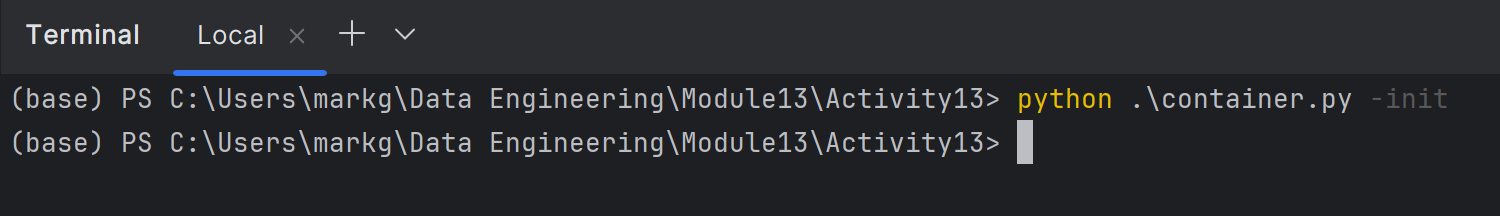 Terminal Local
(base) PS C:\Users\markg\Data Engineering\Module13\Activity13> python .\container.py -init
(base) PS C:\Users\markg\Data Engineering\Module13\Activity13>